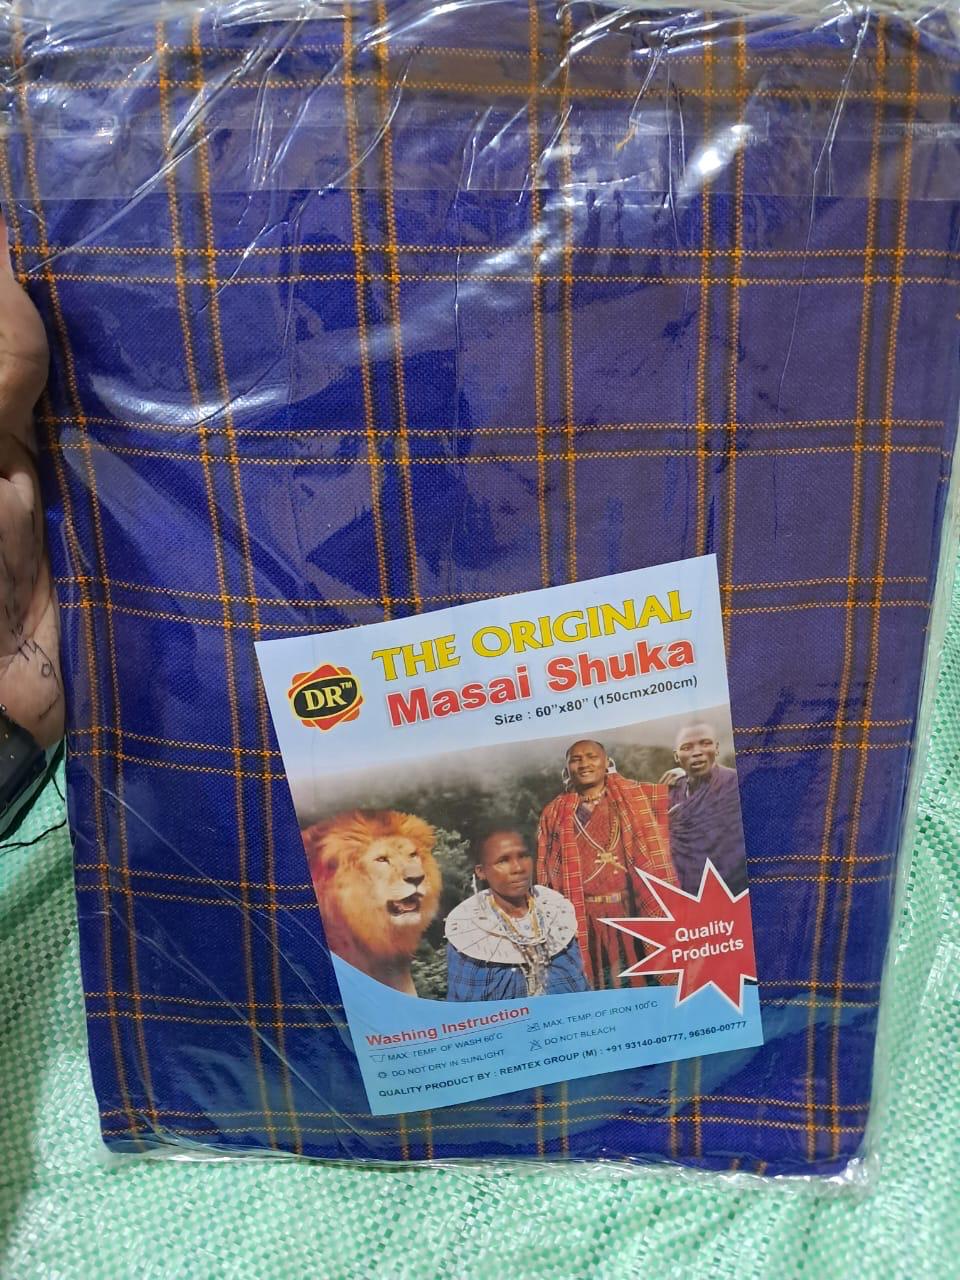 THE ORIGINAL
DR™
Masai Shuka
Size : 60”x80” (150cmx200cm)
Quality
Products
Washing Instruction
MAX. TEMP. OF WASH 60°C
MAX. TEMP. OF IRON 100°C
DO NOT DRY IN SUNLIGHT
DO NOT BLEACH
QUALITY PRODUCT BY : REMTEX GROUP (M) : +91 93140-00777, 96360-00777